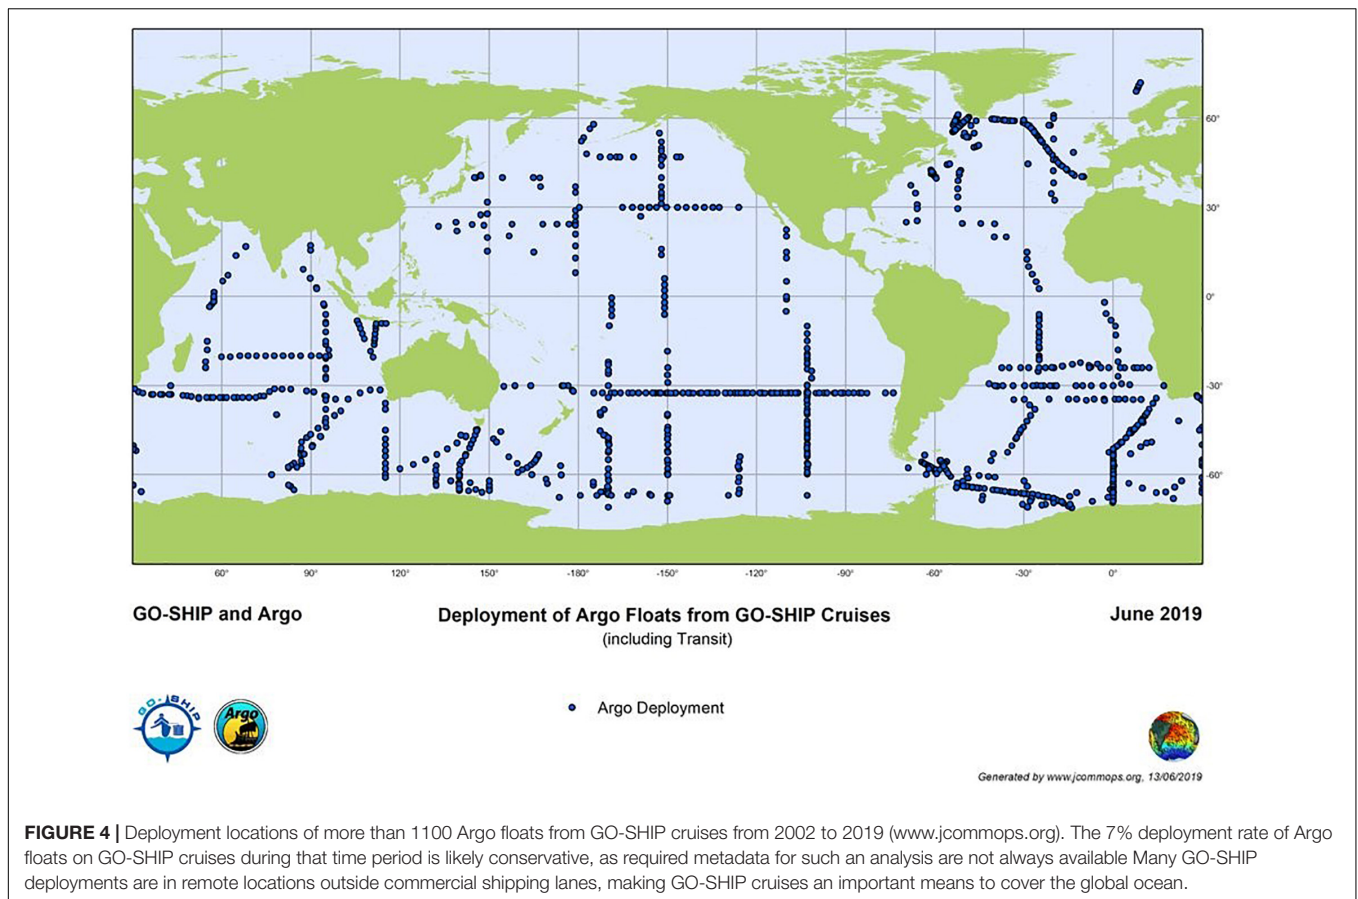 60°
30°
0°
-30°
-60°
60°
90°
120°
150°
-180°
-150°
-120°
-90°
-60°
-30°
0°
GO-SHIP and Argo
Deployment of Argo Floats from GO-SHIP Cruises
June 2019
(including Transit)
GO-SHIP
Argo
Argo Deployment
Generated by www.jcommops.org, 13/06/2019
FIGURE 4 | Deployment locations of more than 1100 Argo floats from GO-SHIP cruises from 2002 to 2019 (www.jcommops.org). The 7% deployment rate of Argo
floats on GO-SHIP cruises during that time period is likely conservative, as required metadata for such an analysis are not always available Many GO-SHIP
deployments are in remote locations outside commercial shipping lanes, making GO-SHIP cruises an important means to cover the global ocean.